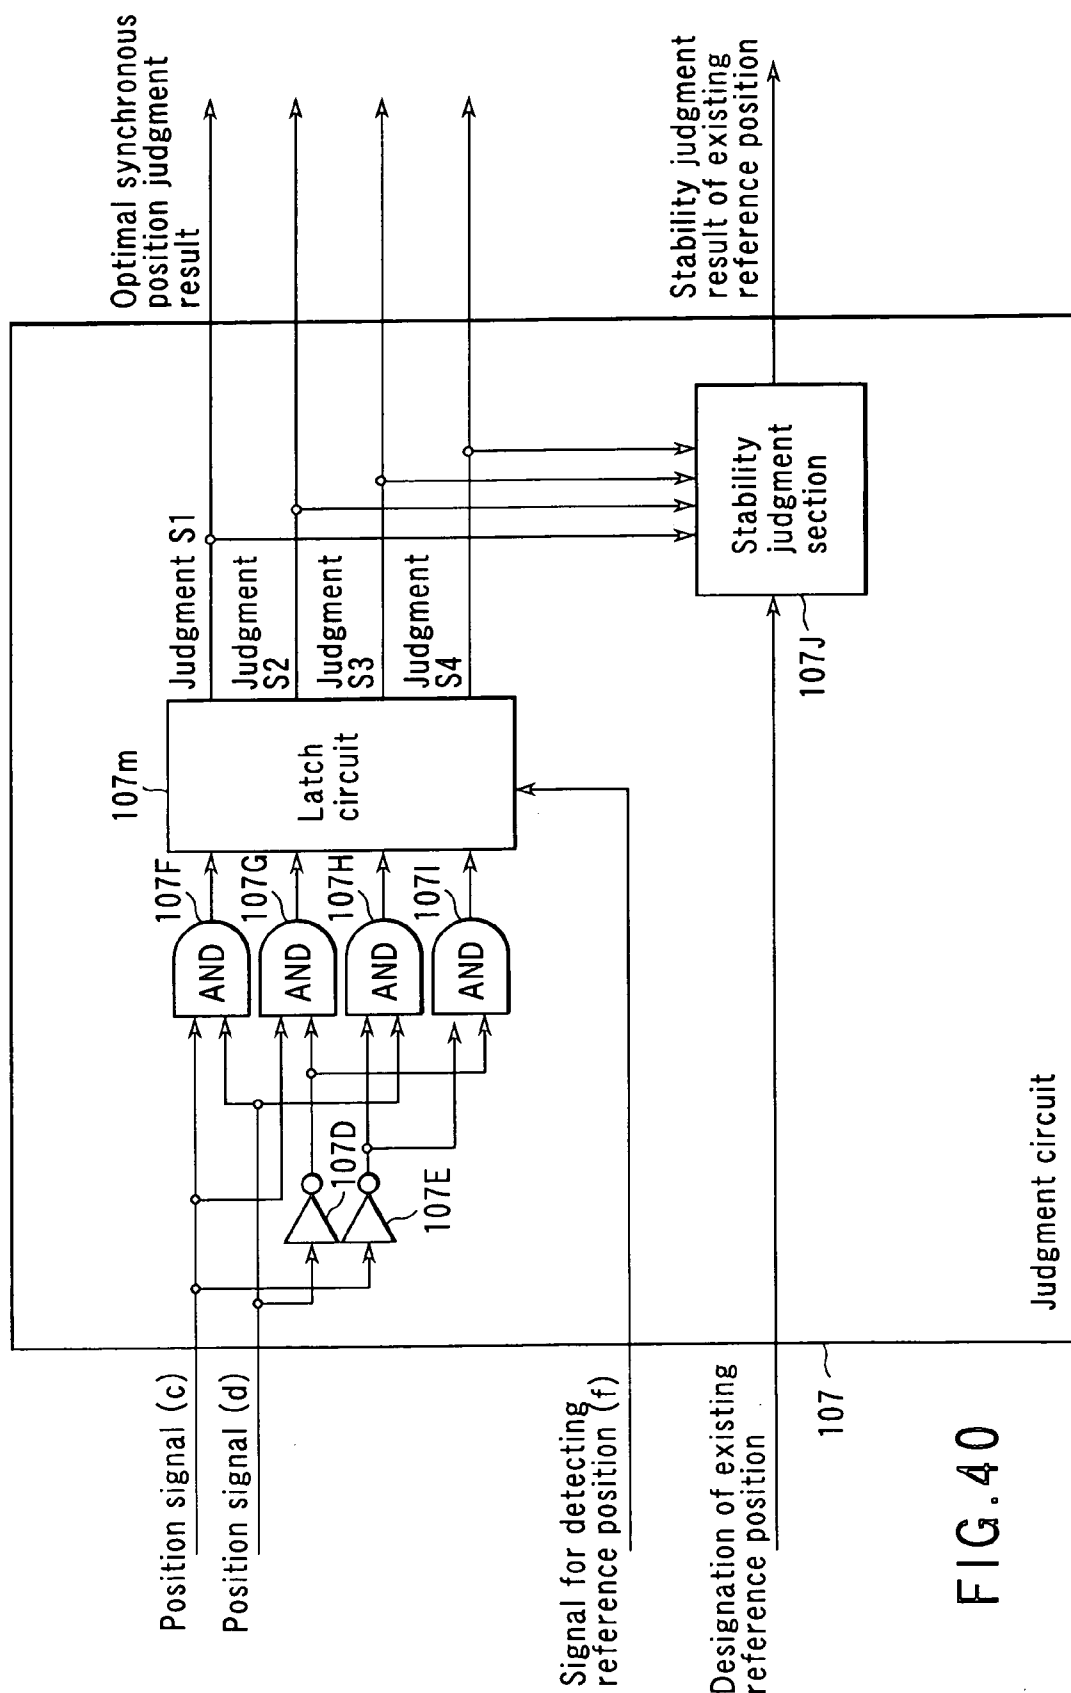 Position signal (c)
Position signal (d)
Signal for detecting
reference position (f)
Designation of existing
reference position
107
107D
107E
107F
107G
107H
107I
AND
AND
AND
AND
107m
Latch
circuit
Judgment S1
Judgment
S2
Judgment
S3
Judgment
S4
107J
Stability
judgment
section
Optimal synchronous
position judgment
result
Stability judgment
result of existing
reference position
Judgment circuit
FIG.40